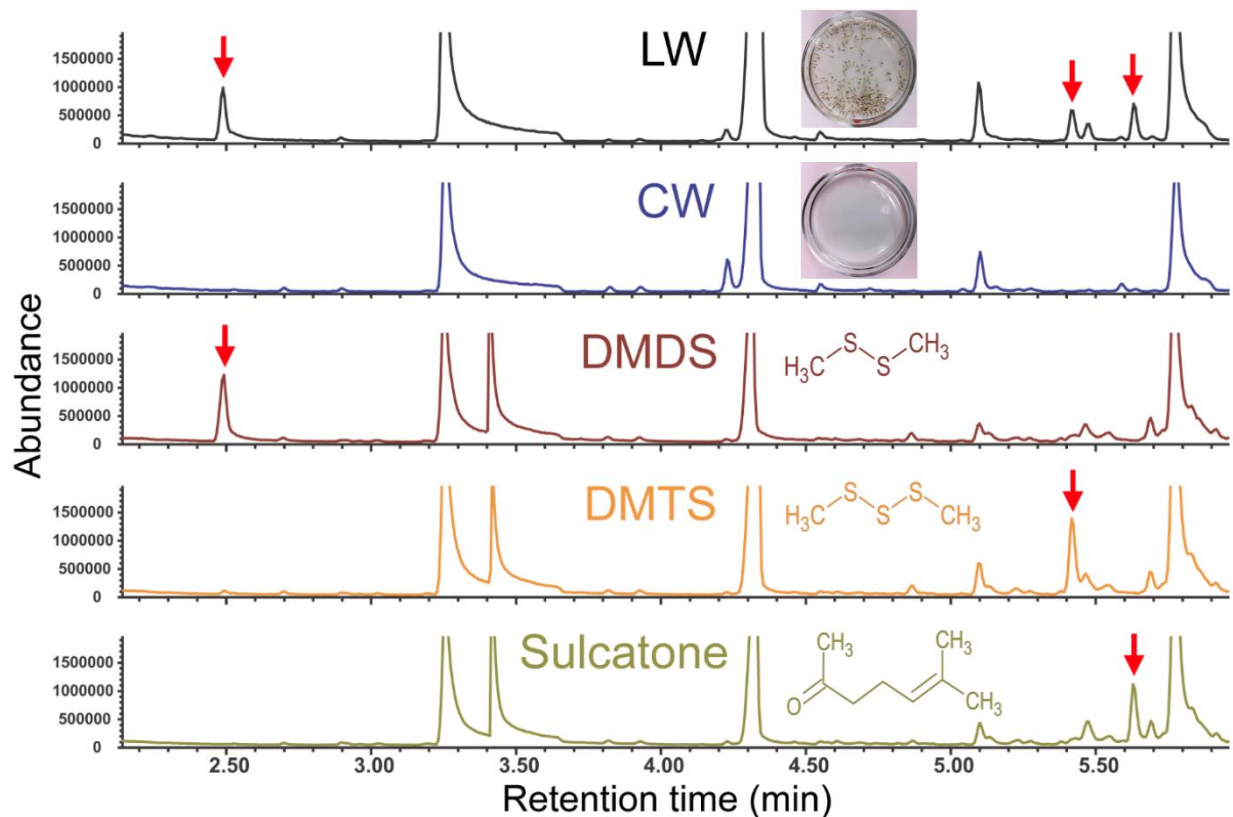 Abundance
LW
1500000
1000000
500000
0
CW
1500000
1000000
500000
0
DMDS
H₃C
S
S
CH₃
1500000
1000000
500000
0
DMTS
H₃C
S
S
S
CH₃
1500000
1000000
500000
0
Sulcatone
CH₃
O
CH₃
CH₃
1500000
1000000
500000
0
2.50 3.00 3.50 4.00 4.50 5.00 5.50
Retention time (min)